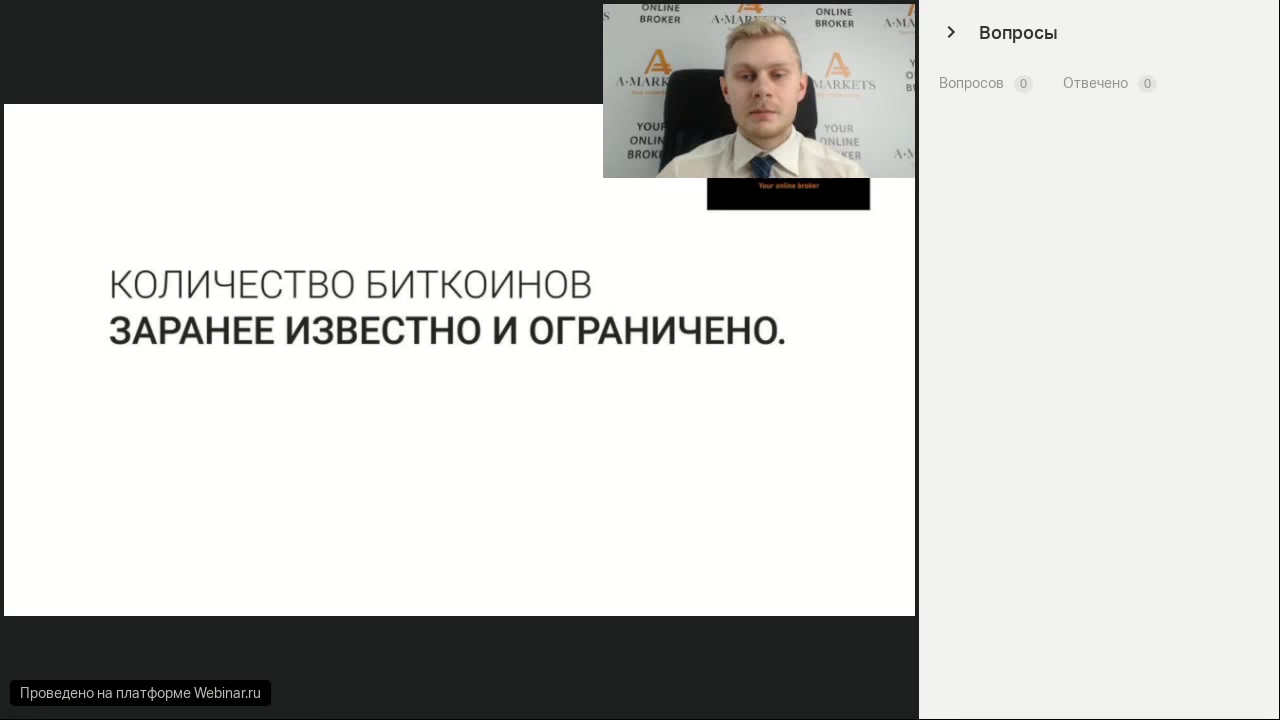 ONLINE
BROKER
ONLINE
BROKER
A-MARKETS
A-MARKETS
A-MARKETS
YOUR
ONLINE
BROKER
YOUR
ONLINE
BROKER
Your online broker
КОЛИЧЕСТВО БИТКОИНОВ
ЗАРАНЕЕ ИЗВЕСТНО И ОГРАНИЧЕНО.
Проведено на платформе Webinar.ru
Вопросы
Вопросов 0 Отвечено 0